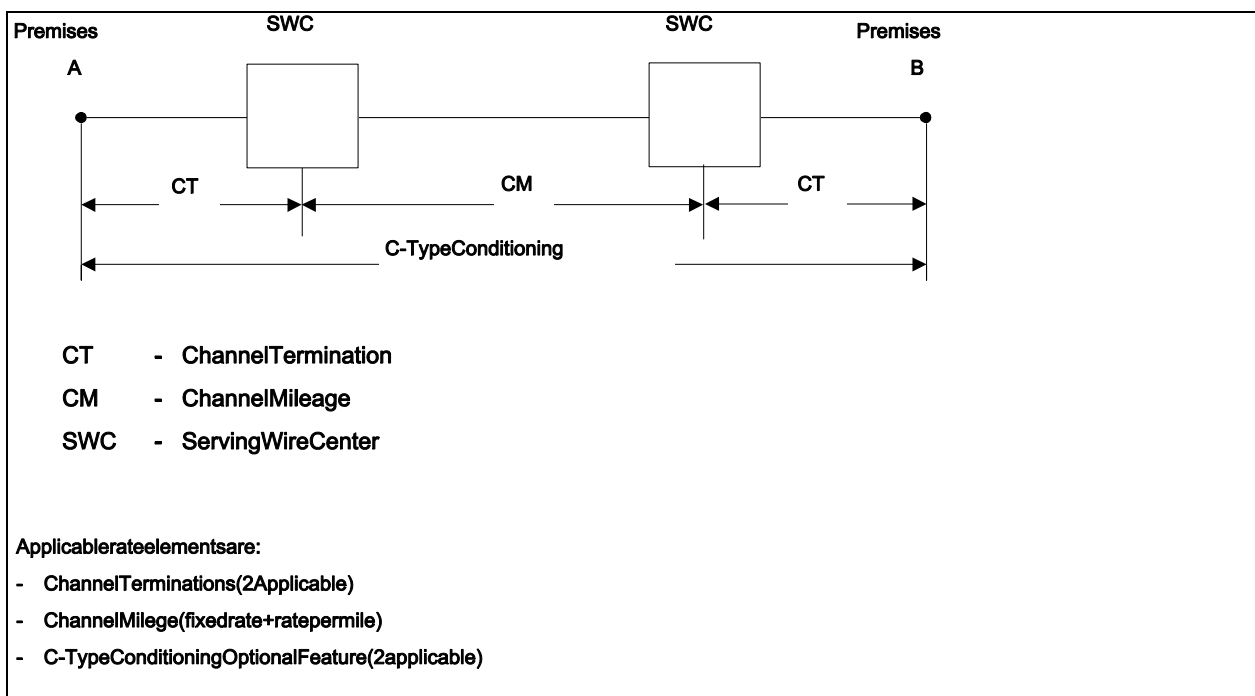 SWC SWC
Premises Premises
A B
CT CM CT
C-TypeConditioning
CT - ChannelTermination
CM - ChannelMileage
SWC - ServingWireCenter
Applicablerateelementsare:
- ChannelTerminations(2Applicable)
- ChannelMilege(fixedrate+ratepermile)
- C-TypeConditioningOptionalFeature(2applicable)